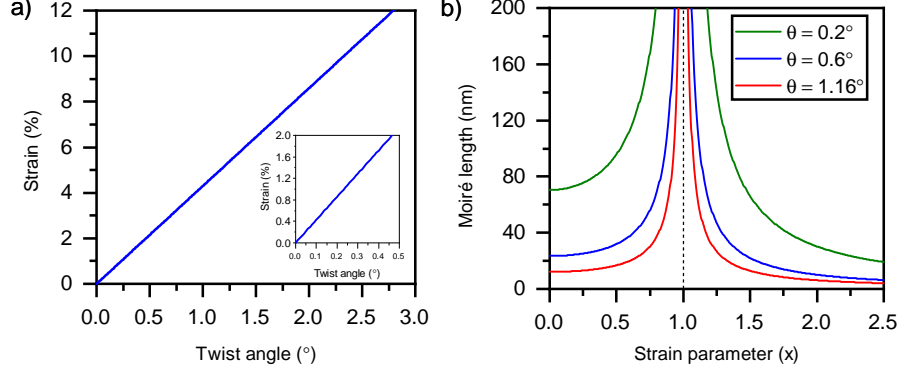 a)
12
10
8
6
4
2
0
Strain (%)
0.0 0.5 1.0 1.5 2.0 2.5 3.0
Twist angle (°)
2.0
1.6
1.2
0.8
0.4
0.0
Strain (%)
0.0 0.1 0.2 0.3 0.4 0.5
Twist angle (°)
b)
200
160
120
80
40
0
Moiré length (nm)
θ = 0.2°
θ = 0.6°
θ = 1.16°
0.0 0.5 1.0 1.5 2.0 2.5
Strain parameter (x)